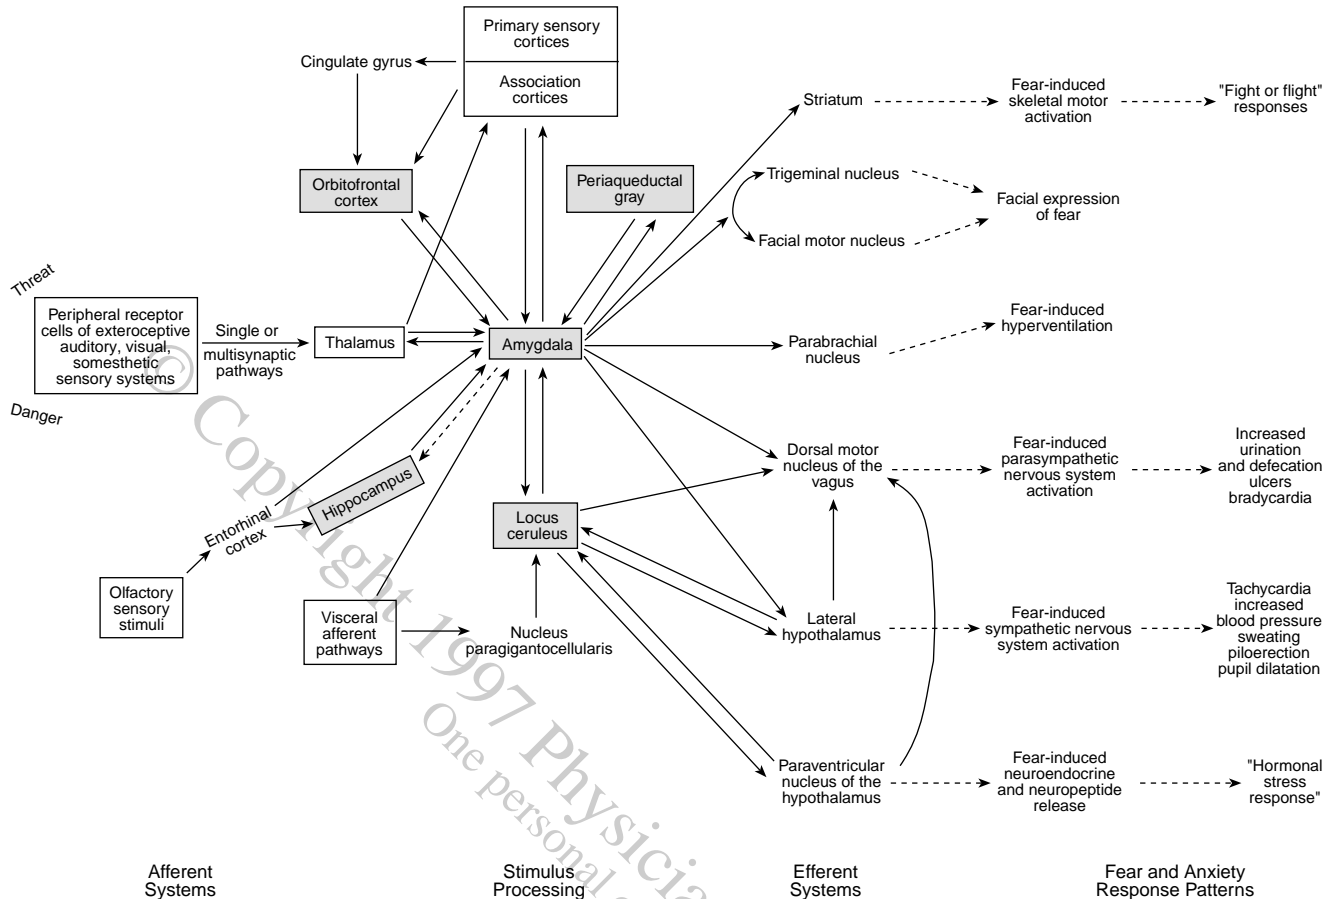 Primary sensory
cortices
Association
cortices
Cingulate gyrus
Orbitofrontal
cortex
Periaqueductal
gray
Striatum
Fear-induced
skeletal motor
activation
"Fight or flight"
responses
Trigeminal nucleus
Facial motor nucleus
Facial expression
of fear
Threat
Peripheral receptor
cells of exteroceptive
auditory, visual,
somesthetic
sensory systems
Danger
Single or
multisynaptic
pathways
Thalamus
Amygdala
Parabrachial
nucleus
Fear-induced
hyperventilation
Dorsal motor
nucleus of the
vagus
Fear-induced
parasympathetic
nervous system
activation
Increased
urination
and defecation
ulcers
bradycardia
Hippocampus
Entorhinal
cortex
Locus
ceruleus
Olfactory
sensory
stimuli
Visceral
afferent
pathways
Nucleus
paragigantocellularis
Lateral
hypothalamus
Fear-induced
sympathetic nervous
system activation
Tachycardia
increased
blood pressure
sweating
piloerection
pupil dilatation
Paraventricular
nucleus of the
hypothalamus
Fear-induced
neuroendocrine
and neuropeptide
release
"Hormonal
stress
response"
Afferent
Systems
Stimulus
Processing
Efferent
Systems
Fear and Anxiety
Response Patterns
© Copyright 1997
One personal